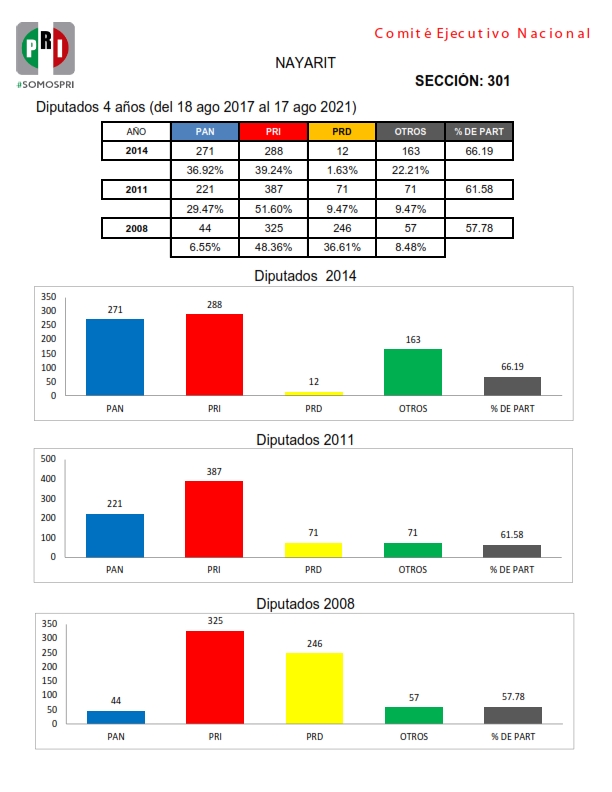 Comité Ejecutivo Nacional
PRI
#SOMOSPRI
NAYARIT
SECCIÓN: 301
Diputados 4 años (del 18 ago 2017 al 17 ago 2021)
AÑO PAN PRI PRD OTROS % DE PART
2014 271 288 12 163 66.19
36.92% 39.24% 1.63% 22.21%
2011 221 387 71 71 61.58
29.47% 51.60% 9.47% 9.47%
2008 44 325 246 57 57.78
6.55% 48.36% 36.61% 8.48%
Diputados 2014
350
300
250
200
150
100
50
0
271 288 12 163 66.19
PAN PRI PRD OTROS % DE PART
Diputados 2011
500
400
300
200
100
0
221 387 71 71 61.58
PAN PRI PRD OTROS % DE PART
Diputados 2008
350
300
250
200
150
100
50
0
44 325 246 57 57.78
PAN PRI PRD OTROS % DE PART